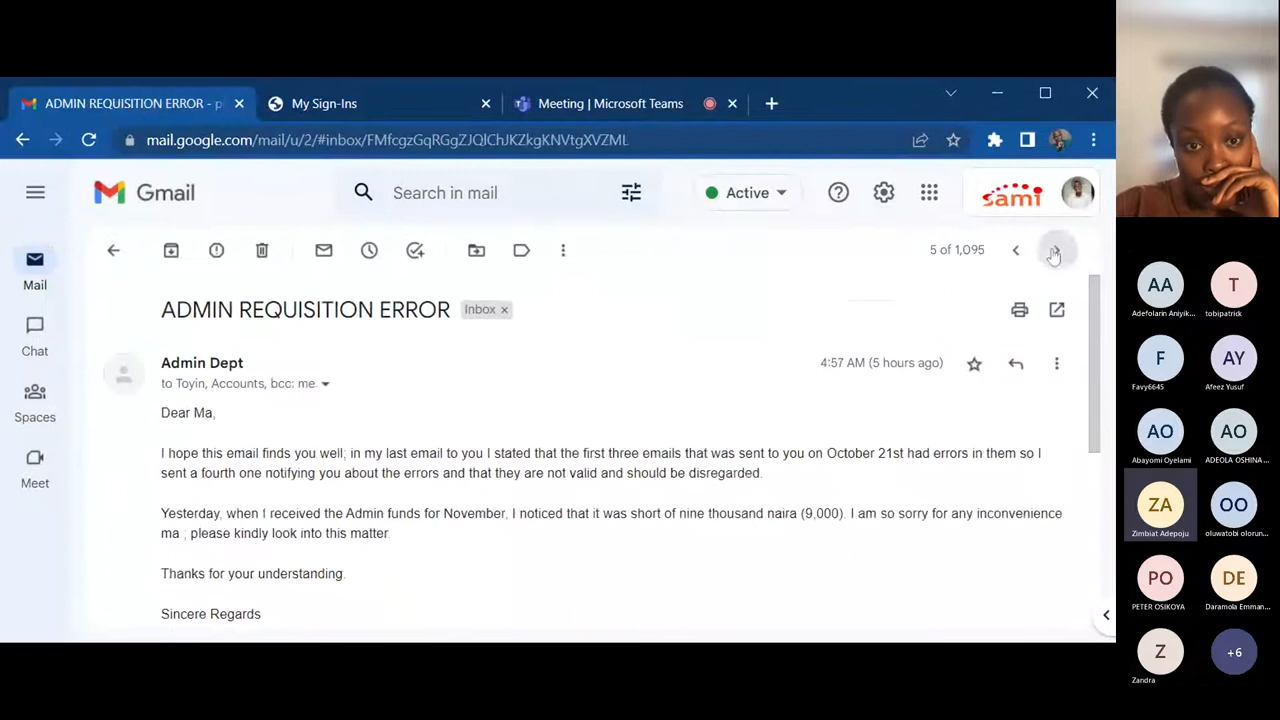 ADMIN REQUISITION ERROR - p
My Sign-Ins
Meeting | Microsoft Teams
mail.google.com/mail/u/2/#inbox/FMfcgzGqRGgZJQlChJKZkgKNVtgXVZML
Gmail
Search in mail
Active
sami
5 of 1,095
Mail
Chat
Spaces
Meet
ADMIN REQUISITION ERROR
Inbox ×
Admin Dept
4:57 AM (5 hours ago)
to Toyin, Accounts, bcc: me
Dear Ma,
I hope this email finds you well; in my last email to you I stated that the first three emails that was sent to you on October 21st had errors in them so I
sent a fourth one notifying you about the errors and that they are not valid and should be disregarded.
Yesterday, when I received the Admin funds for November, I noticed that it was short of nine thousand naira (9,000). I am so sorry for any inconvenience
ma ; please kindly look into this matter.
Thanks for your understanding.
Sincere Regards
AA
Adefolarin Aniyik...
T
tobipatrick
F
Favy6645
AY
Afeez Yusuf
AO
Abayomi Oyelami
AO
ADEOLA OSHINA ...
ZA
Zimbiat Adepoju
OO
oluwatobi olorun...
PO
PETER OSIKOYA
DE
Daramola Emman...
Z
Zandra
+6